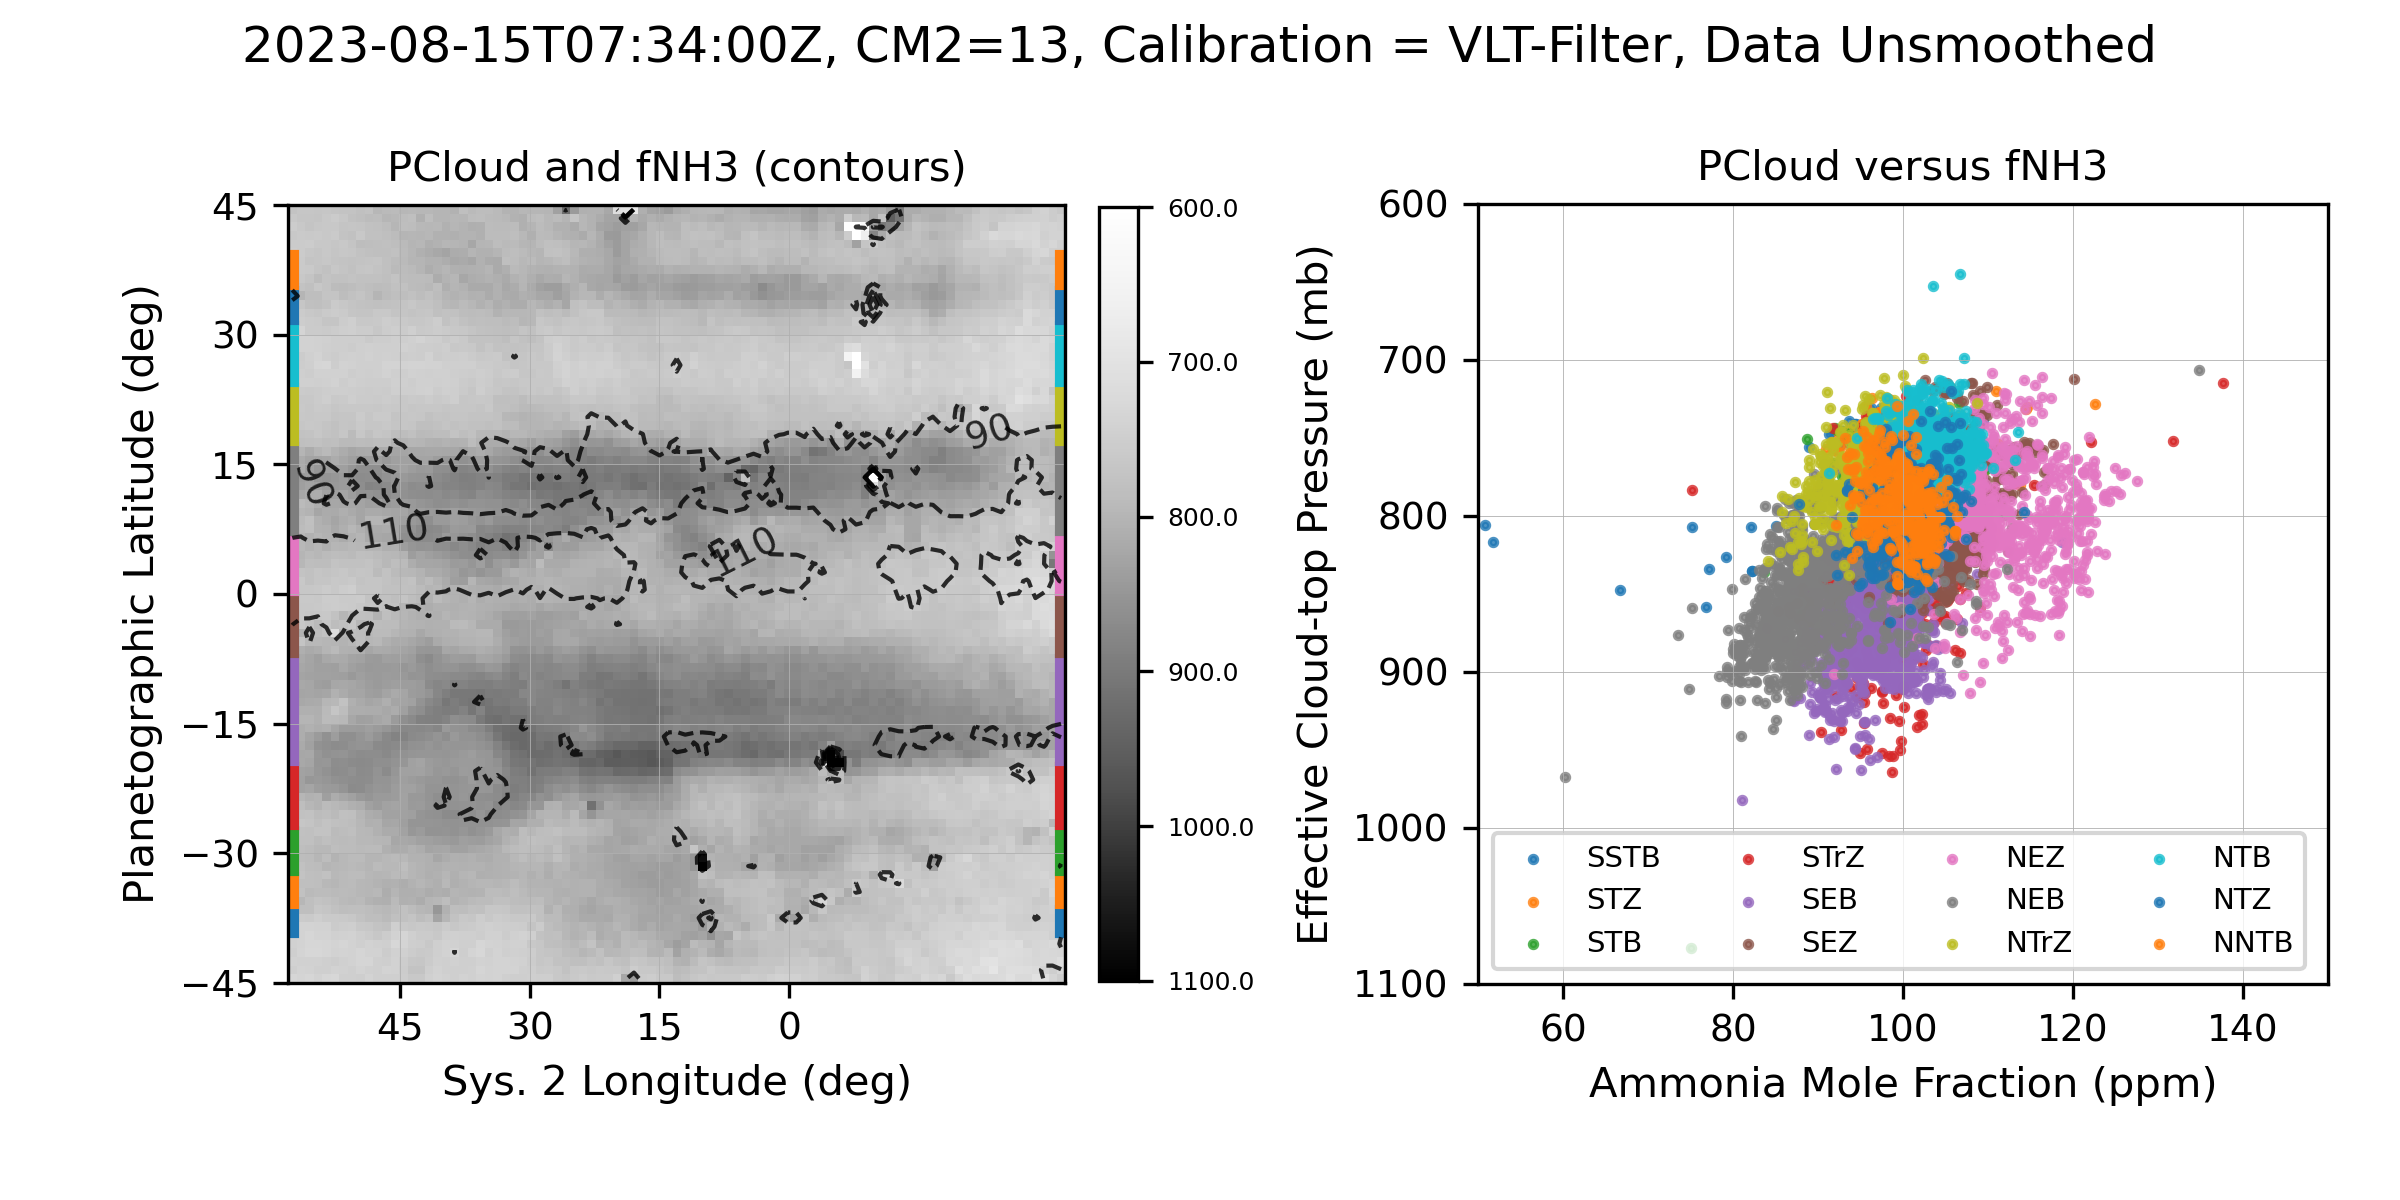 2023-08-15T07:34:00Z, CM2=13, Calibration = VLT-Filter, Data Unsmoothed
PCloud and fNH3 (contours)
Planetographic Latitude (deg)
45
30
15
0
−15
−30
−45
90
90
110
110
45
30
15
0
Sys. 2 Longitude (deg)
600.0
700.0
800.0
900.0
1000.0
1100.0
PCloud versus fNH3
Effective Cloud-top Pressure (mb)
600
700
800
900
1000
1100
SSTB
STZ
STB
STrZ
SEB
SEZ
NEZ
NEB
NTrZ
NTB
NTZ
NNTB
60
80
100
120
140
Ammonia Mole Fraction (ppm)